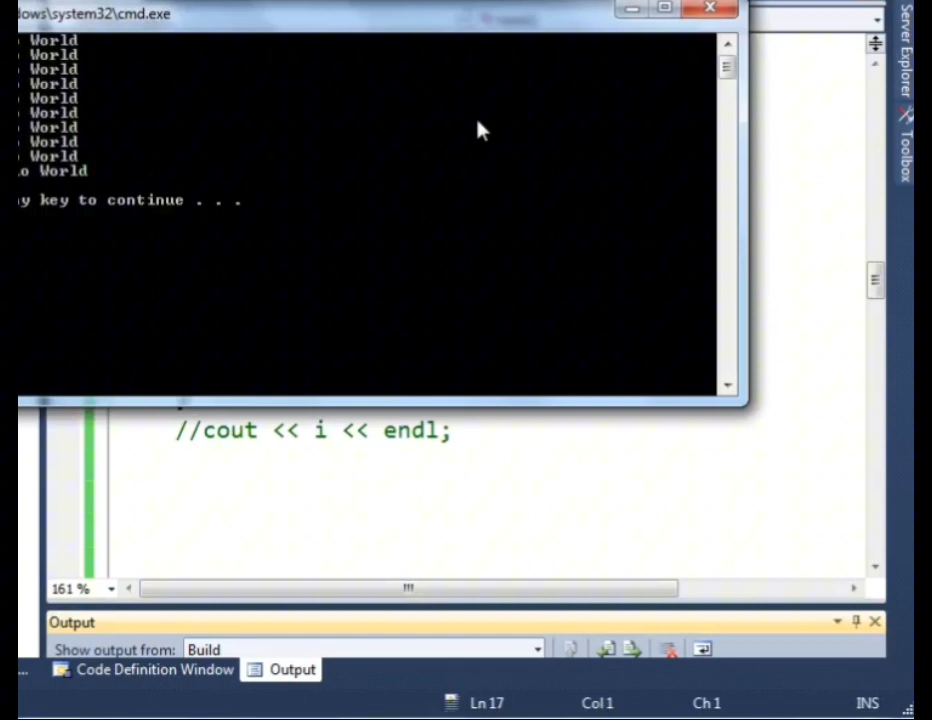 lows\system32\cmd.exe
World
World
World
World
World
World
World
World
World
lo World
y key to continue . . .
Server Explorer
Toolbox
//cout << i << endl;
161 %
Output
Show output from: Build
... Code Definition Window Output
Ln 17 Col 1 Ch 1 INS